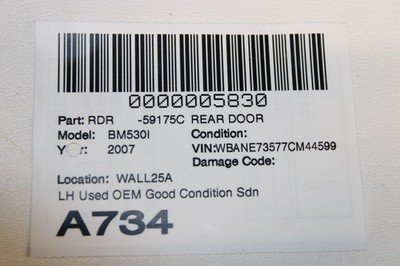 0000005830
Part: RDR -59175C REAR DOOR
Model: BM530I Condition:
Year: 2007 VIN:WBANE73577CM44599
Damage Code:
Location: WALL25A
LH Used OEM Good Condition Sdn
A734